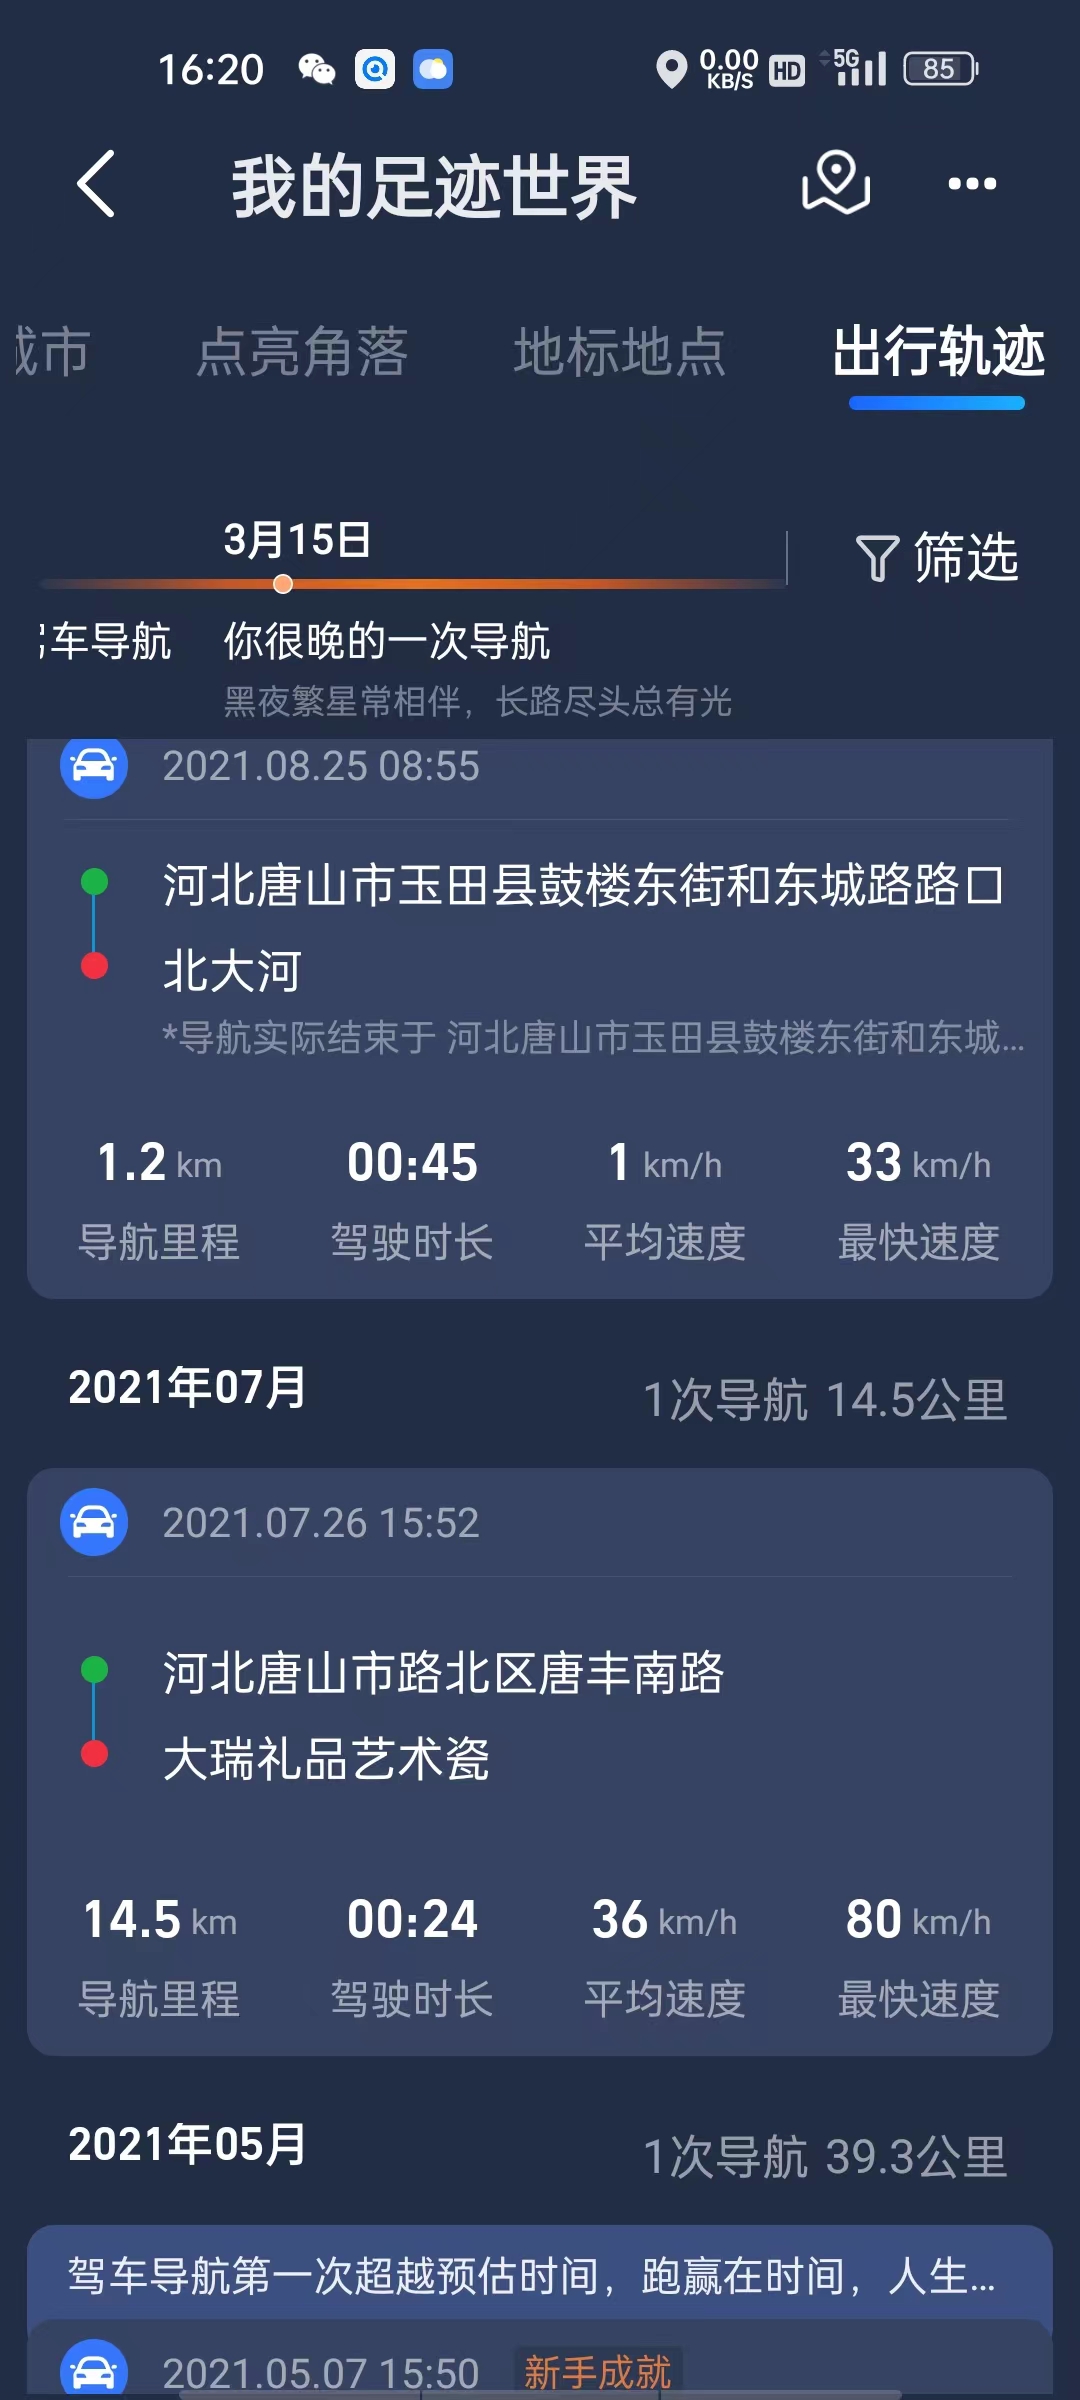 16:20 0.00 KB/S HD 5G 85
我的足迹世界
城市 点亮角落 地标地点 出行轨迹
3月15日 筛选
车导航 你很晚的一次导航
黑夜繁星常相伴，长路尽头总有光
2021.08.25 08:55
河北唐山市玉田县鼓楼东街和东城路路口
北大河
*导航实际结束于 河北唐山市玉田县鼓楼东街和东城...
1.2 km 00:45 1 km/h 33 km/h
导航里程 驾驶时长 平均速度 最快速度
2021年07月 1次导航 14.5公里
2021.07.26 15:52
河北唐山市路北区唐丰南路
大瑞礼品艺术瓷
14.5 km 00:24 36 km/h 80 km/h
导航里程 驾驶时长 平均速度 最快速度
2021年05月 1次导航 39.3公里
驾车导航第一次超越预估时间，跑赢在时间，人生...
2021.05.07 15:50 新手成就